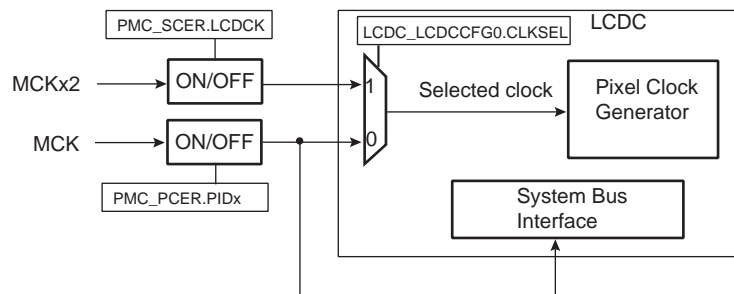 PMC_SCER.LCDCK
LCDC_LCDCCFG0.CLKSEL
LCDC
MCKx2
ON/OFF
1
Selected clock
Pixel Clock
Generator
MCK
ON/OFF
0
PMC_PCER.PIDx
System Bus
Interface